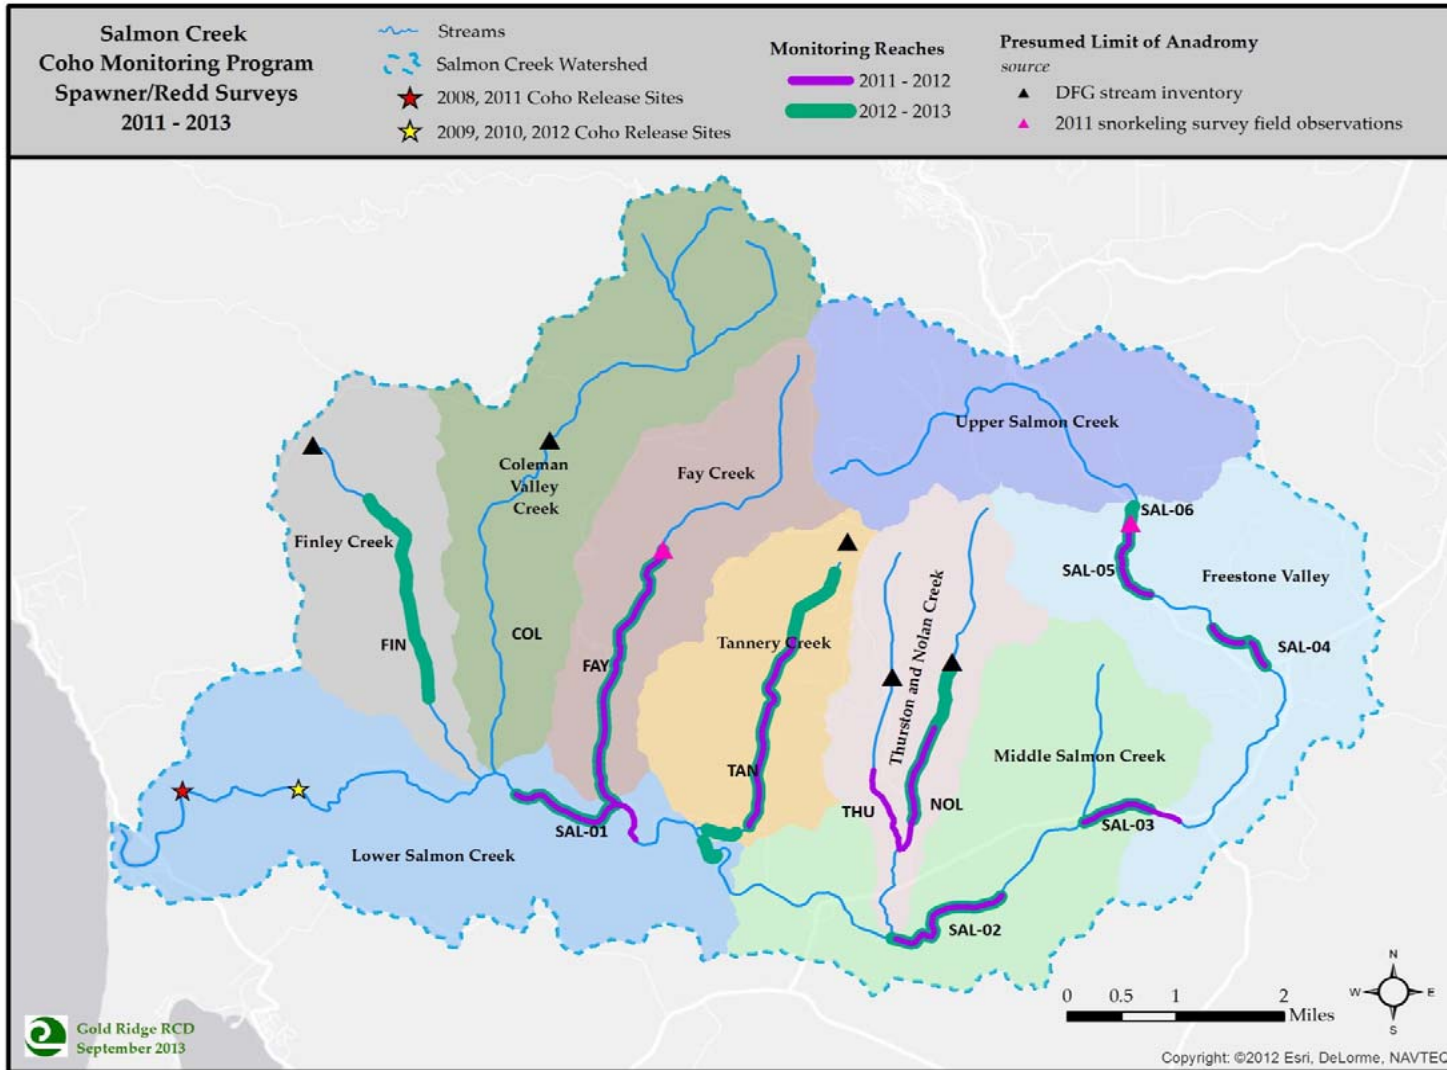 Salmon Creek
Coho Monitoring Program
Spawner/Redd Surveys
2011 - 2013
Streams
Salmon Creek Watershed
2008, 2011 Coho Release Sites
2009, 2010, 2012 Coho Release Sites
Monitoring Reaches
2011 - 2012
2012 - 2013
Presumed Limit of Anadromy
source
DFG stream inventory
2011 snorkeling survey field observations
Upper Salmon Creek
Coleman
Valley
Creek
Fay Creek
Finley Creek
SAL-06
SAL-05
Freestone Valley
FIN
COL
FAY
Tannery Creek
Thurston and Nolan Creek
SAL-04
Middle Salmon Creek
TAN
THU
NOL
SAL-01
SAL-03
Lower Salmon Creek
SAL-02
N
W
E
S
0 0.5 1 2
Miles
Gold Ridge RCD
September 2013
Copyright: ©2012 Esri, DeLorme, NAVTEQ